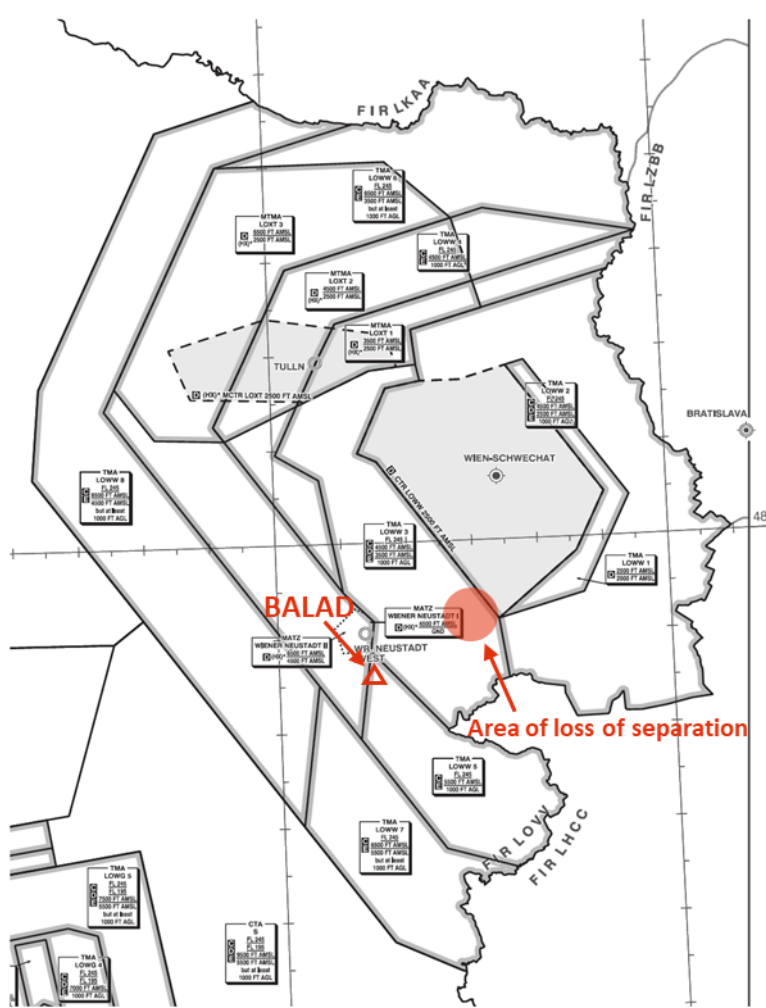 FIR LKAA
FIR LZBB
TMA
LOWW 6
FL 245
6500 FT AMSL
3500 FT AMSL
but at least
1000 FT AGL
MTMA
LOXT 3
D
(HX)*
6500 FT AMSL
2500 FT AMSL
TMA
LOWW 4
FL 245
4500 FT AMSL
1000 FT AGL
MTMA
LOXT 2
D
(HX)*
4500 FT AMSL
2500 FT AMSL
MTMA
LOXT 1
D
(HX)*
3500 FT AMSL
2500 FT AMSL
TULLN
D (HX)* MCTR LOXT 2500 FT AMSL
TMA
LOWW 2
4500 FT AMSL
2500 FT AMSL
BRATISLAVA
WIEN-SCHWECHAT
D CTR LOWW 2500 FT AMSL
TMA
LOWW 8
FL 245
6500 FT AMSL
4500 FT AMSL
but at least
1000 FT AGL
48
TMA
LOWW 3
FL 245
4500 FT AMSL
3500 FT AMSL
1000 FT AGL
TMA
LOWW 1
D
2500 FT AMSL
2000 FT AMSL
BALAD
MATZ
WIENER NEUSTADT I
D (HX)*
GND
MATZ
WIENER NEUSTADT II
D (HX)*
4500 FT AMSL
WR. NEUSTADT
WEST
Area of loss of separation
TMA
LOWW 5
FL 245
5500 FT AMSL
1000 FT AGL
TMA
LOWW 7
FL 245
6500 FT AMSL
5500 FT AMSL
but at least
1000 FT AGL
FIR LOVV
FIR LHCC
TMA
LOWG 5
FL 245
FL 195
7500 FT AMSL
5500 FT AMSL
but at least
1000 FT AGL
CTA
S
FL 245
FL 195
9500 FT AMSL
5500 FT AMSL
but at least
1000 FT AGL
TMA
LOWG 4
FL 245
FL 195
7000 FT AMSL
1000 FT AGL